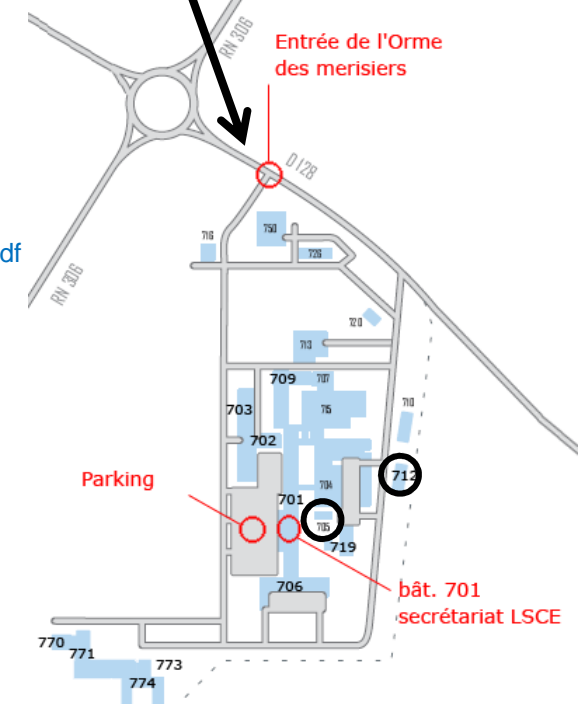 RN 306
Entrée de l'Orme
des merisiers
D128
df
RN 306
716
750
726
720
713
709
707
703
715
710
702
712
Parking
704
701
705
719
706
bât. 701
secrétariat LSCE
770
771
773
774